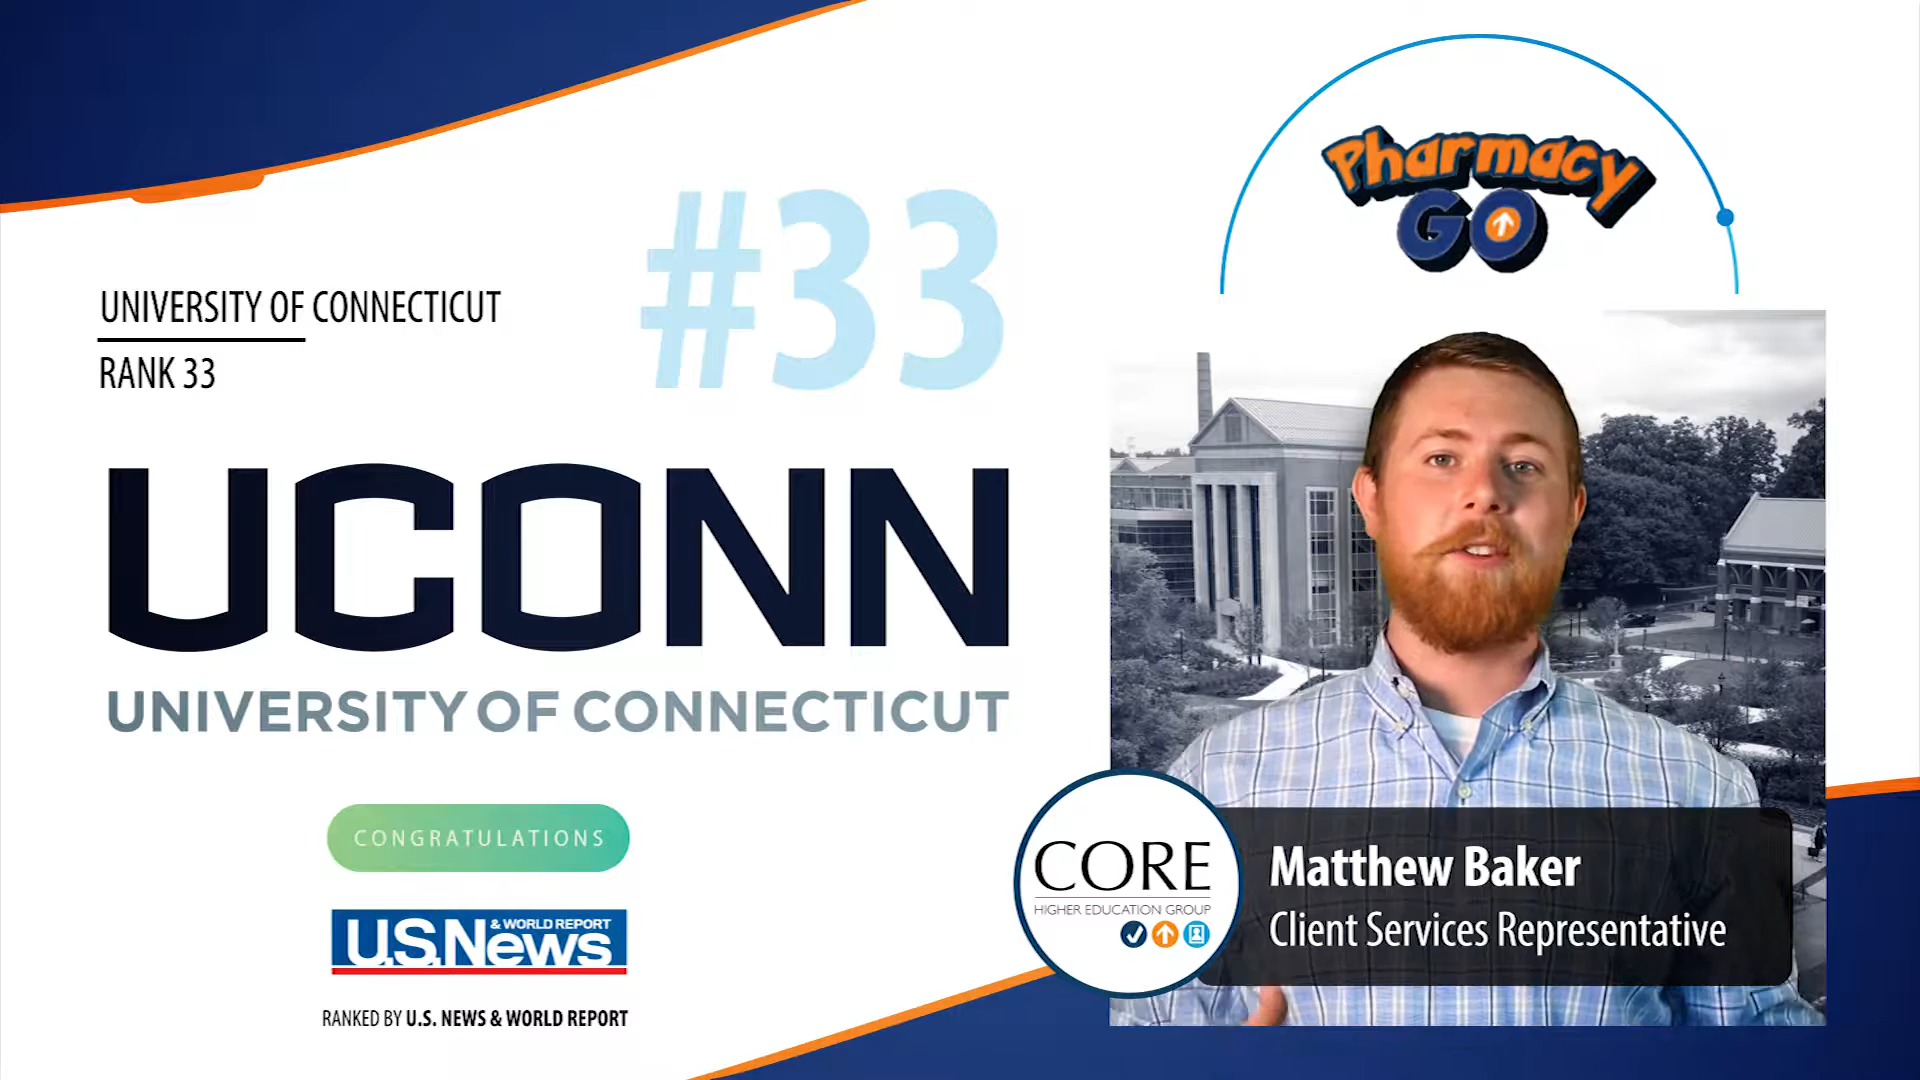 UNIVERSITY OF CONNECTICUT
RANK 33
#33
UCONN
UNIVERSITY OF CONNECTICUT
CONGRATULATIONS
U.S.News
& WORLD REPORT
RANKED BY U.S. NEWS & WORLD REPORT
Pharmacy
GO
CORE
HIGHER EDUCATION GROUP
Matthew Baker
Client Services Representative